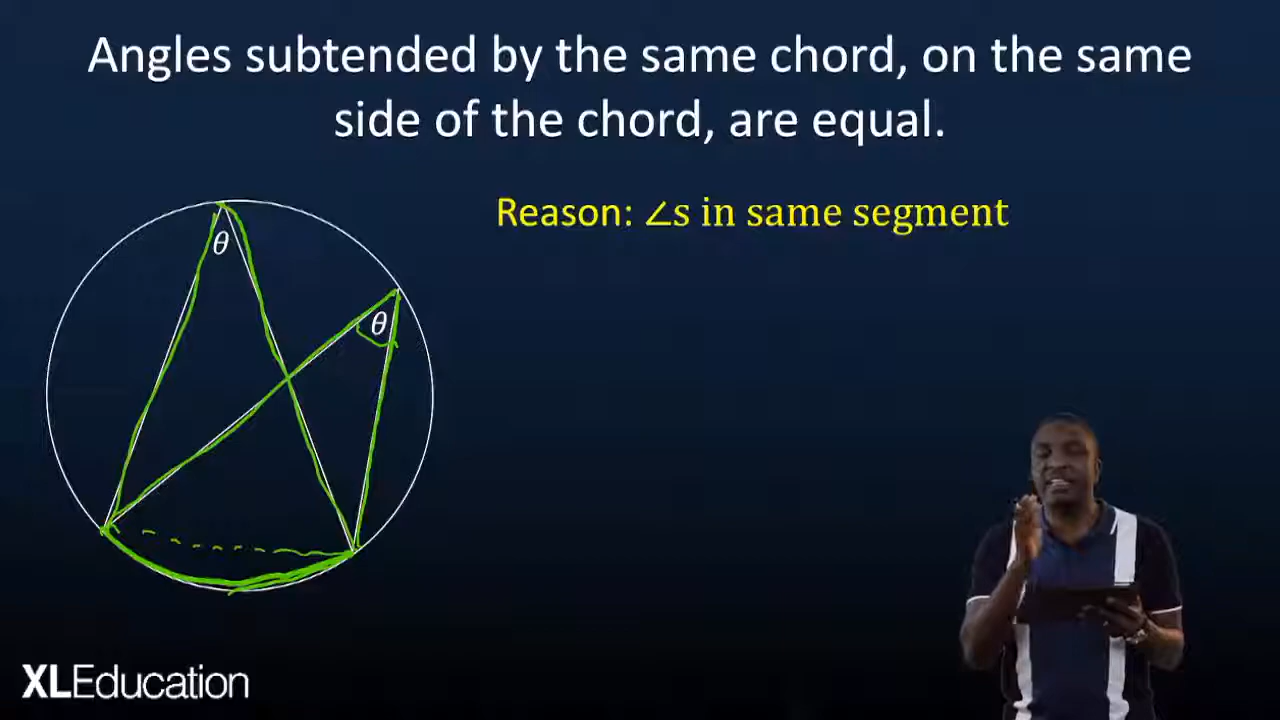 Angles subtended by the same chord, on the same
side of the chord, are equal.
Reason: ∠s in same segment
θ
θ
XLEducation